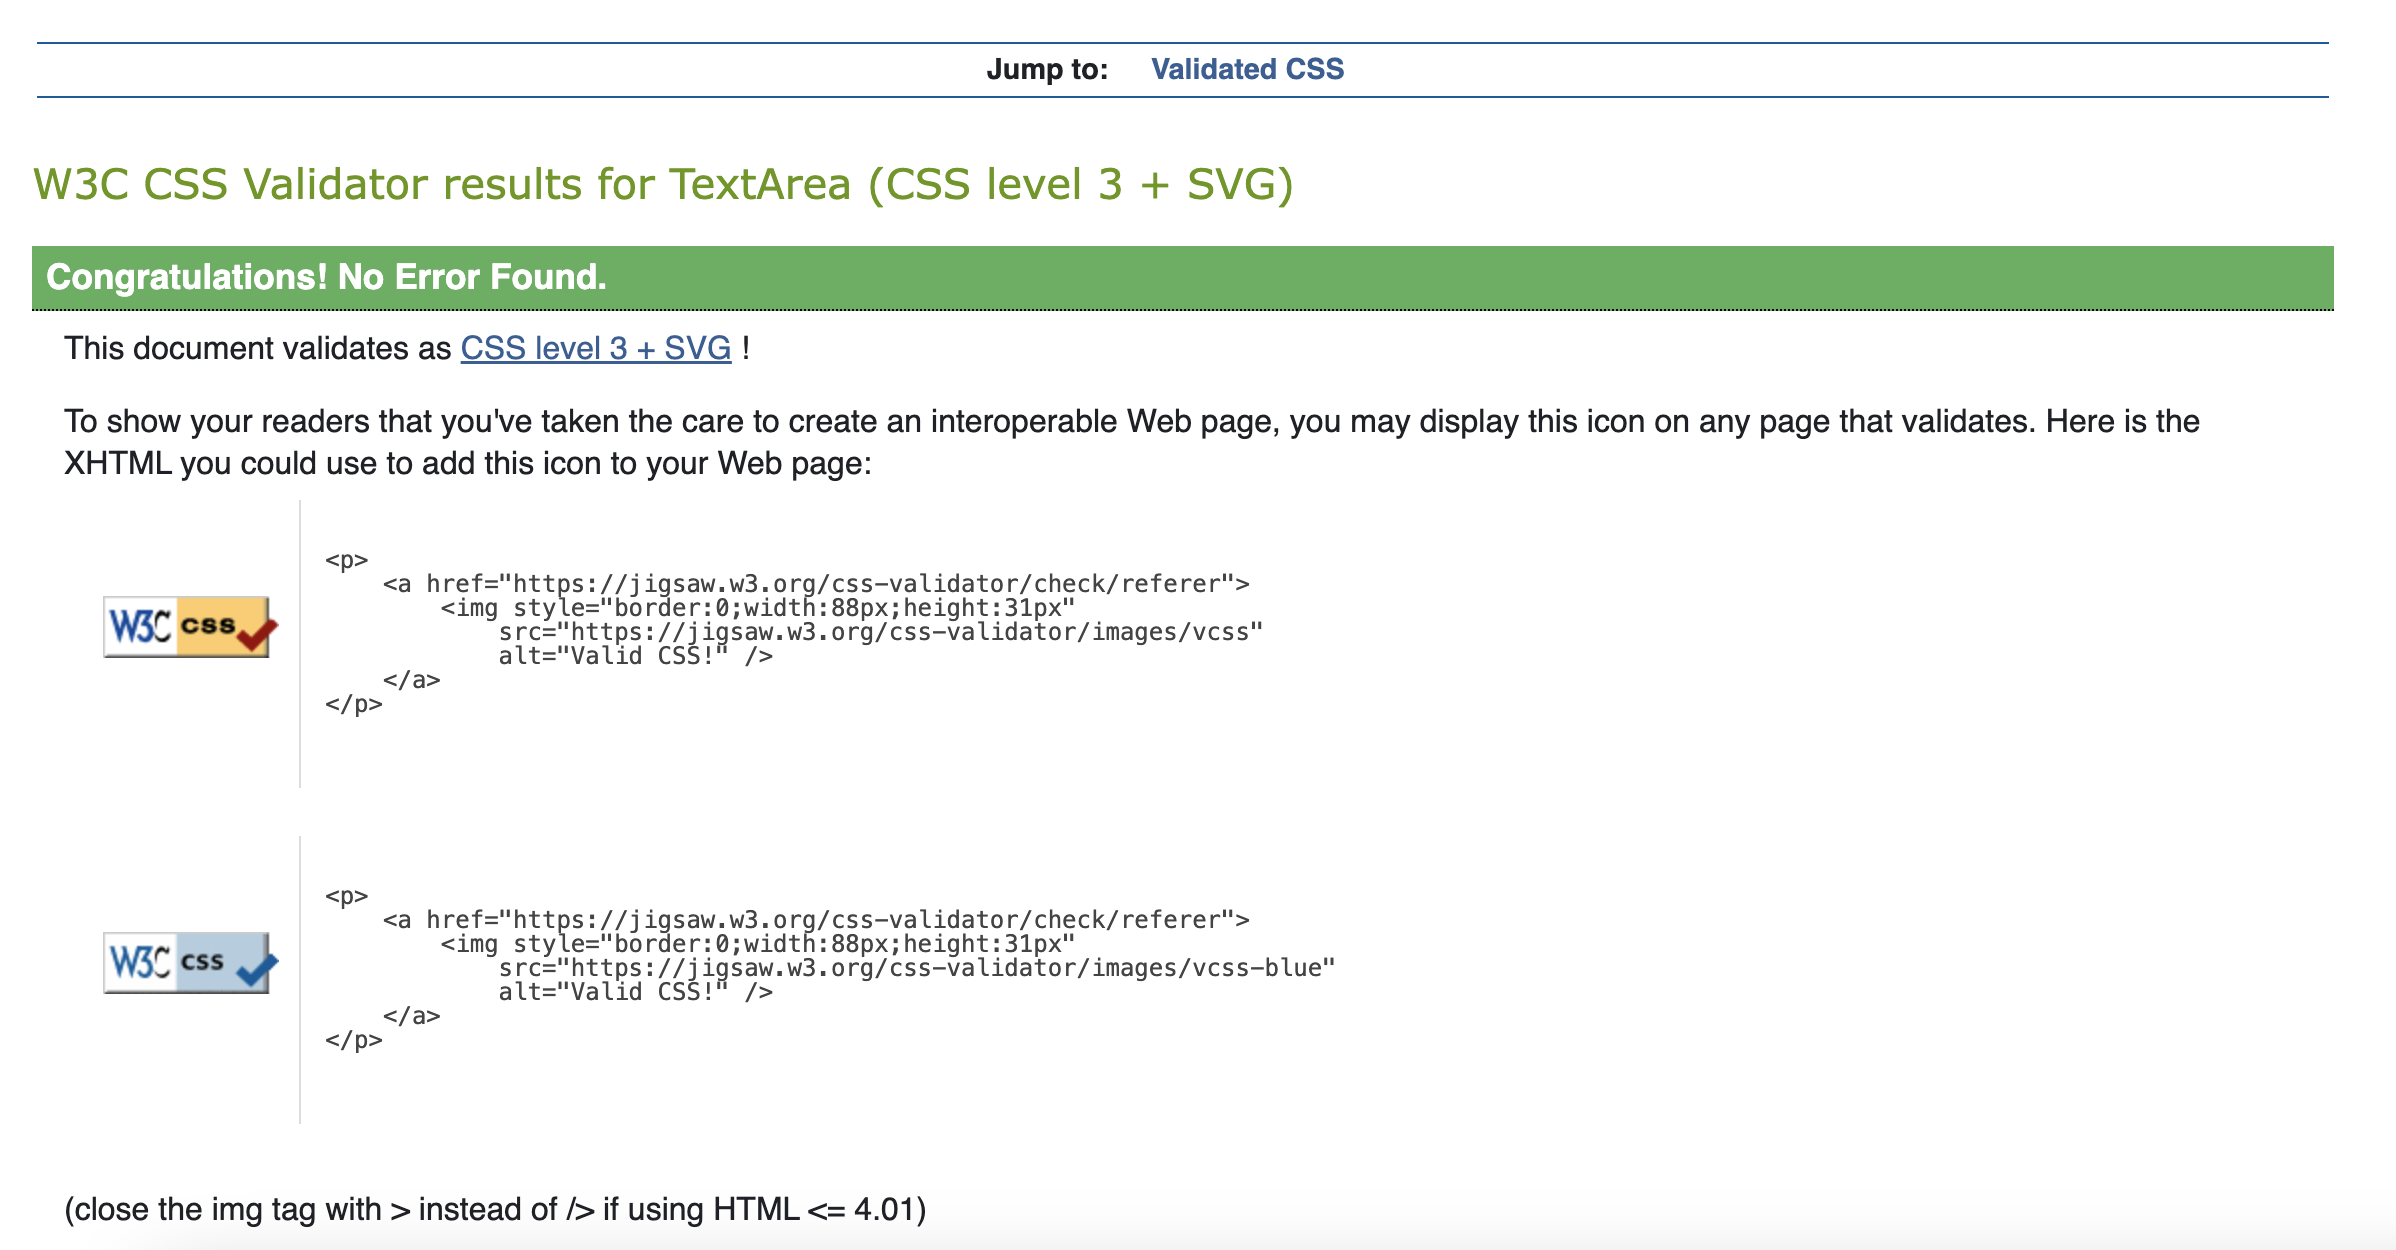 Jump to: Validated CSS
W3C CSS Validator results for TextArea (CSS level 3 + SVG)
Congratulations! No Error Found.
This document validates as CSS level 3 + SVG !
To show your readers that you've taken the care to create an interoperable Web page, you may display this icon on any page that validates. Here is the
XHTML you could use to add this icon to your Web page:
W3C css
<p>
    <a href="https://jigsaw.w3.org/css-validator/check/referer">
        <img style="border:0;width:88px;height:31px"
            src="https://jigsaw.w3.org/css-validator/images/vcss"
            alt="Valid CSS!" />
    </a>
</p>
W3C css
<p>
    <a href="https://jigsaw.w3.org/css-validator/check/referer">
        <img style="border:0;width:88px;height:31px"
            src="https://jigsaw.w3.org/css-validator/images/vcss-blue"
            alt="Valid CSS!" />
    </a>
</p>
(close the img tag with > instead of /> if using HTML <= 4.01)